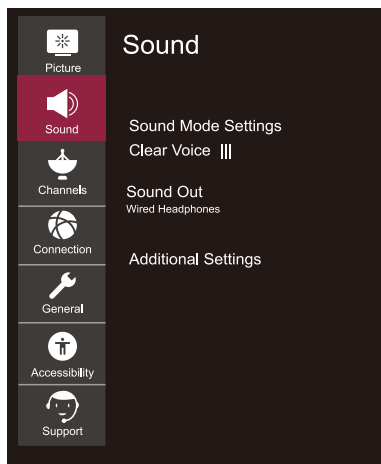 Picture
Sound
Channels
Connection
General
Accessibility
Support
Sound
Sound Mode Settings
Clear Voice III
Sound Out
Wired Headphones
Additional Settings